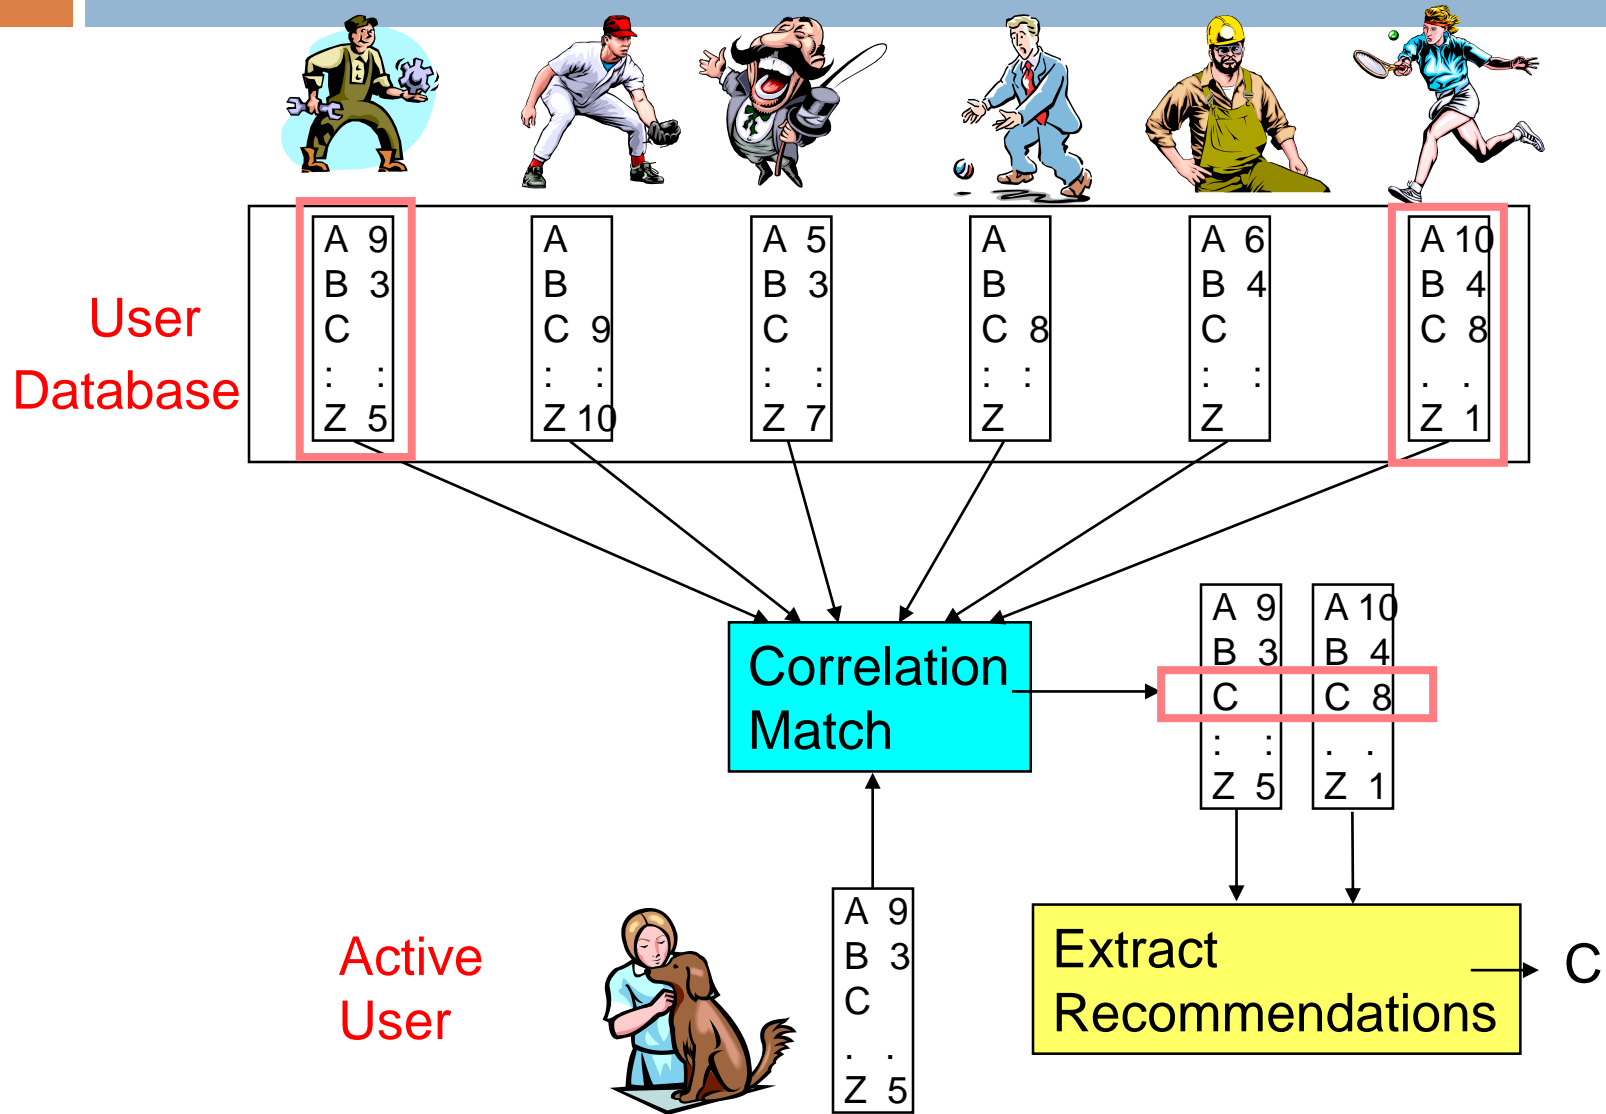 User
Database
A 9
B 3
C
: :
Z 5
A
B
C 9
: :
Z 10
A 5
B 3
C
: :
Z 7
A
B
C 8
: :
Z
A 6
B 4
C
: :
Z
A 10
B 4
C 8
. .
Z 1
Correlation
Match
A 9
B 3
C
: :
Z 5
A 10
B 4
C 8
. .
Z 1
Active
User
A 9
B 3
C
. .
Z 5
Extract
Recommendations
C